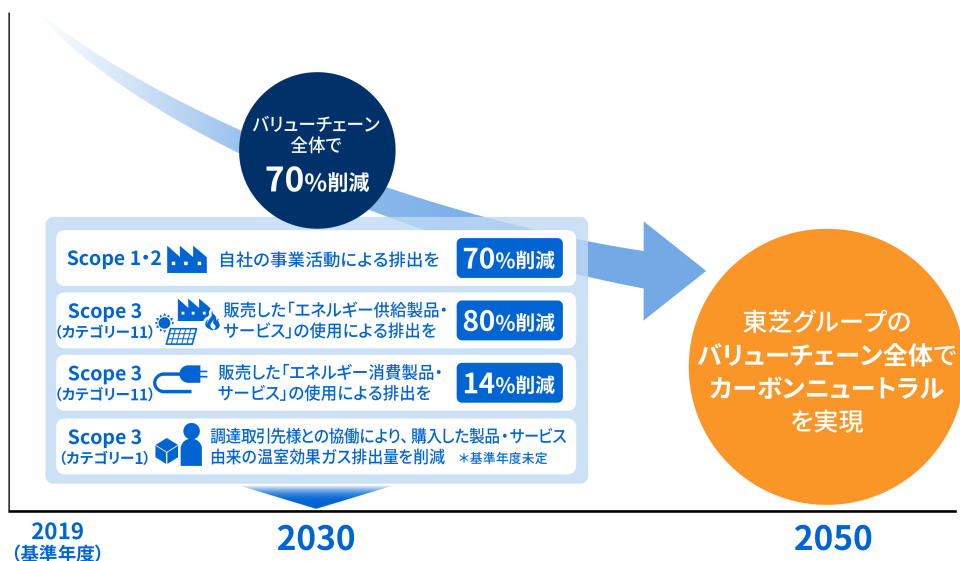 バリューチェーン
全体で
70%削減
Scope 1・2
自社の事業活動による排出を
70%削減
Scope 3
(カテゴリー11)
販売した「エネルギー供給製品・
サービス」の使用による排出を
80%削減
Scope 3
(カテゴリー11)
販売した「エネルギー消費製品・
サービス」の使用による排出を
14%削減
Scope 3
(カテゴリー1)
調達取引先様との協働により、購入した製品・サービス
由来の温室効果ガス排出量を削減 ＊基準年度未定
東芝グループの
バリューチェーン全体で
カーボンニュートラル
を実現
2019
(基準年度)
2030
2050